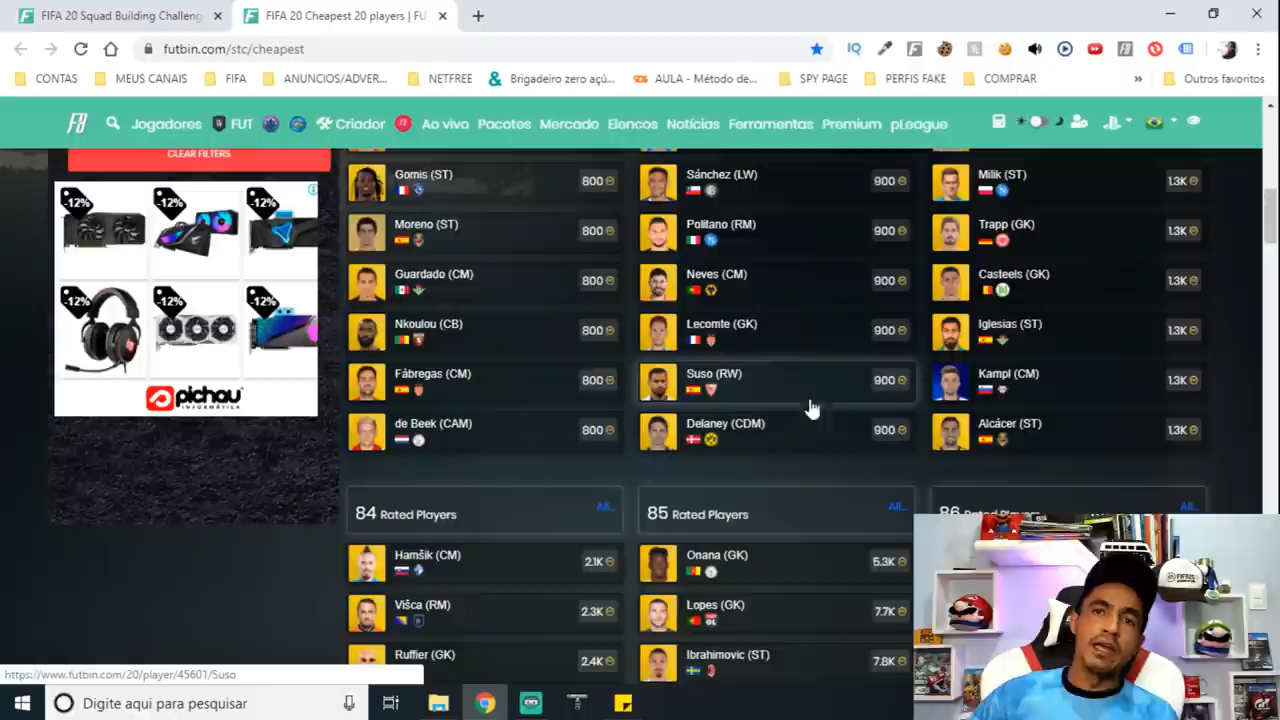 FIFA 20 Squad Building Challeng
FIFA 20 Cheapest 20 players | FU
futbin.com/stc/cheapest
CONTAS
MEUS CANAIS
FIFA
ANUNCIOS/ADVER...
NETFREE
Brigadeiro zero açú...
AULA - Método de...
SPY PAGE
PERFIS FAKE
COMPRAR
»
Outros favoritos
F8 Jogadores FUT Criador Ao vivo Pacotes Mercado Elencos Notícias Ferramentas Premium pLeague
CLEAR FILTERS
-12% -12% -12%
-12% -12% -12%
pichau
INFORMÁTICA
Gomis (ST) 800
Moreno (ST) 800
Guardado (CM) 800
Nkoulou (CB) 800
Fàbregas (CM) 800
de Beek (CAM) 800
Sánchez (LW) 900
Politano (RM) 900
Neves (CM) 900
Lecomte (GK) 900
Suso (RW) 900
Delaney (CDM) 900
Milik (ST) 1.3K
Trapp (GK) 1.3K
Casteels (GK) 1.3K
Iglesias (ST) 1.3K
Kampl (CM) 1.3K
Alcácer (ST) 1.3K
84 Rated Players All..
Hamšík (CM) 2.1K
Višća (RM) 2.3K
Ruffier (GK) 2.4K
85 Rated Players All..
Onana (GK) 5.3K
Lopes (GK) 7.7K
Ibrahimovic (ST) 7.8K
86 Rated Players
https://www.futbin.com/20/player/45601/Suso
Digite aqui para pesquisar